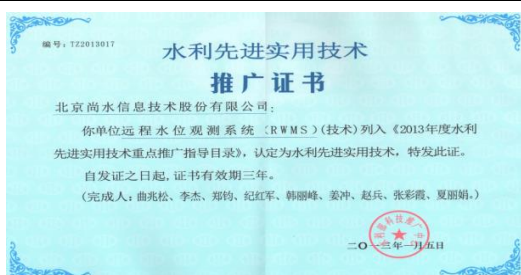 编号：TZ2013017
水利先进实用技术
推广证书
北京尚水信息技术股份有限公司：
你单位远程水位观测系统（RWMS）(技术）列入《2013年度水利
先进实用技术重点推广指导目录》，认定为水利先进实用技术，特发此证。
自发证之日起，证书有效期三年。
(完成人：曲兆松、李杰、郑钧、纪红军、韩丽峰、姜冲、赵兵、张彩霞、夏丽娟。）
科技推广中
二〇一三年一月五日